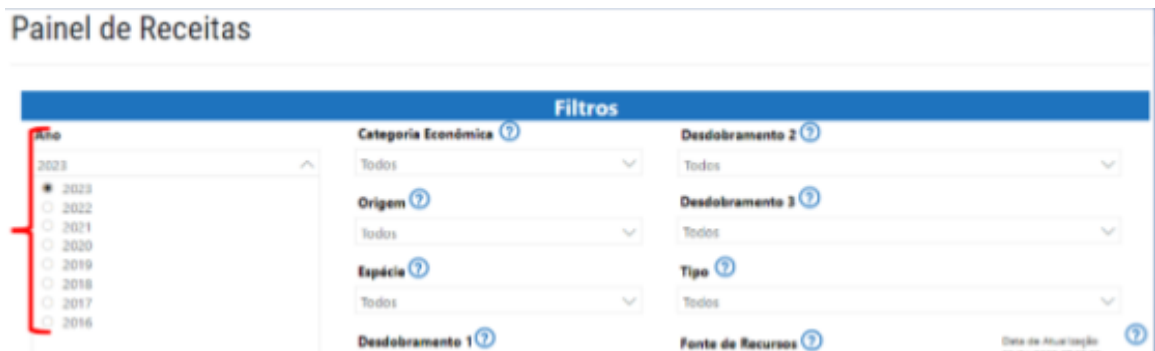 Painel de Receitas
Filtros
Ano
2023
2023
2022
2021
2020
2019
2018
2017
2016
Categoria Econômica ?
Todos
Origem ?
Todos
Espécie ?
Todos
Desdobramento 1 ?
Desdobramento 2 ?
Todos
Desdobramento 3 ?
Todos
Tipo ?
Todos
Fonte de Recursos ?
Data de Atualização ?